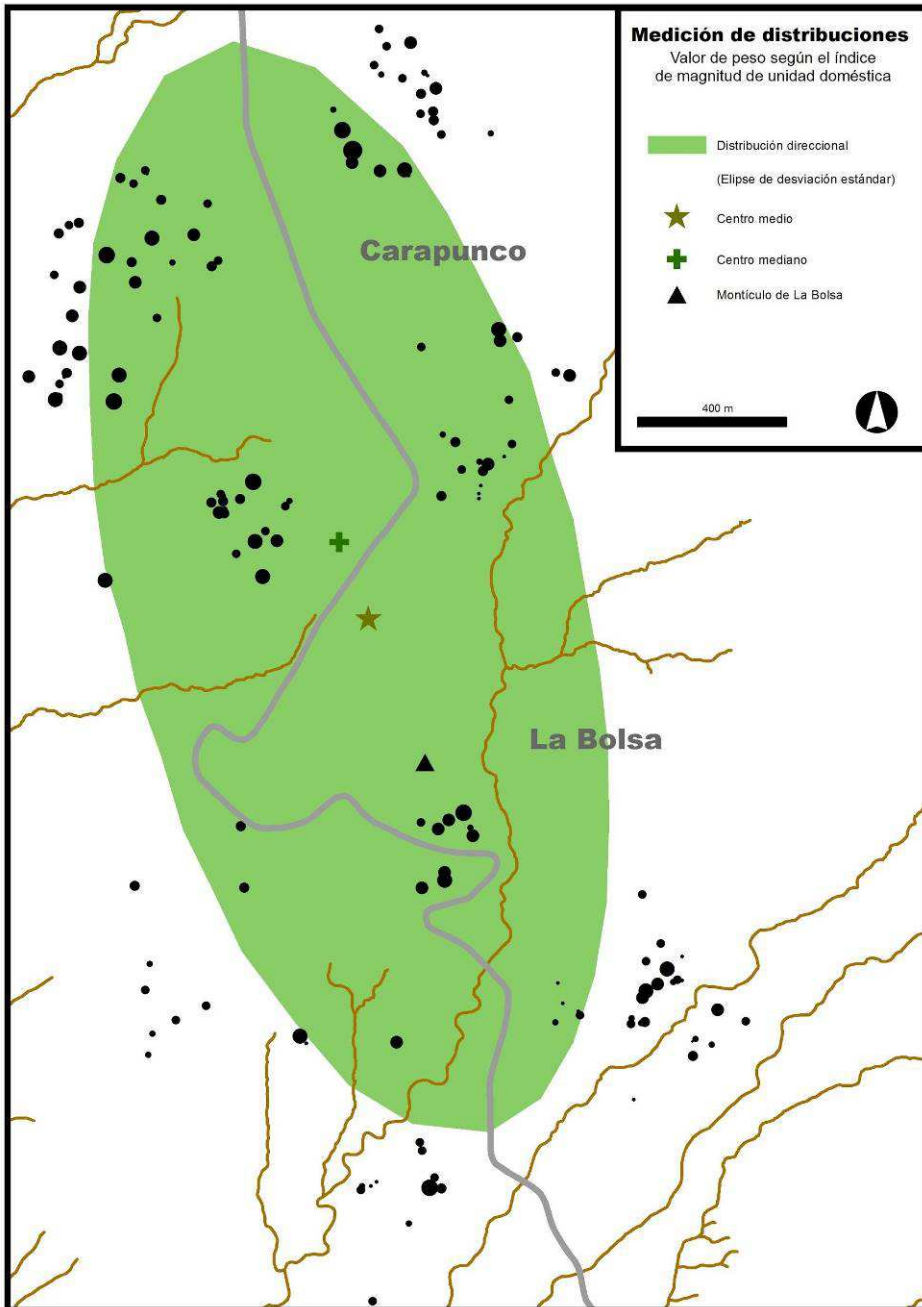 Medición de distribuciones
Valor de peso según el índice
de magnitud de unidad doméstica
Distribución direccional
(Elipse de desviación estándar)
Centro medio
Centro mediano
Montículo de La Bolsa
400 m
Carapunco
La Bolsa